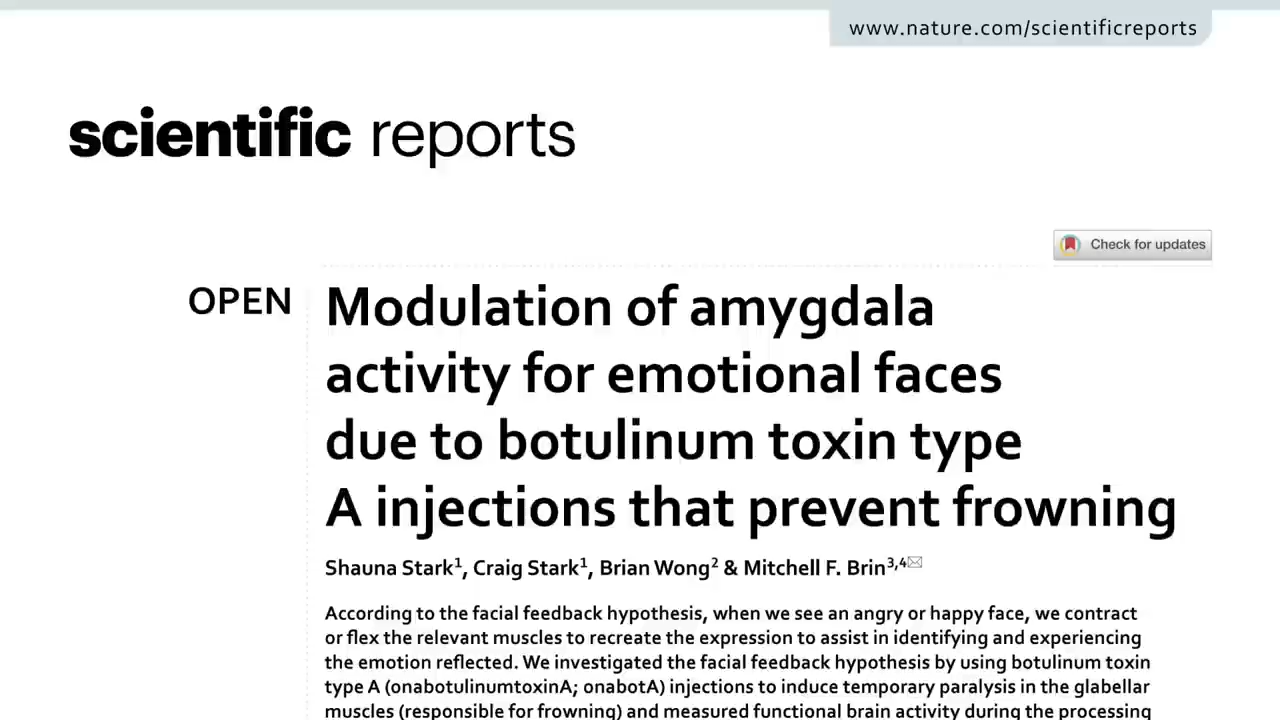 www.nature.com/scientificreports
scientific reports
Check for updates
OPEN
Modulation of amygdala
activity for emotional faces
due to botulinum toxin type
A injections that prevent frowning
Shauna Stark¹, Craig Stark¹, Brian Wong² & Mitchell F. Brin³,⁴✉
According to the facial feedback hypothesis, when we see an angry or happy face, we contract
or flex the relevant muscles to recreate the expression to assist in identifying and experiencing
the emotion reflected. We investigated the facial feedback hypothesis by using botulinum toxin
type A (onabotulinumtoxinA; onabotA) injections to induce temporary paralysis in the glabellar
muscles (responsible for frowning) and measured functional brain activity during the processing